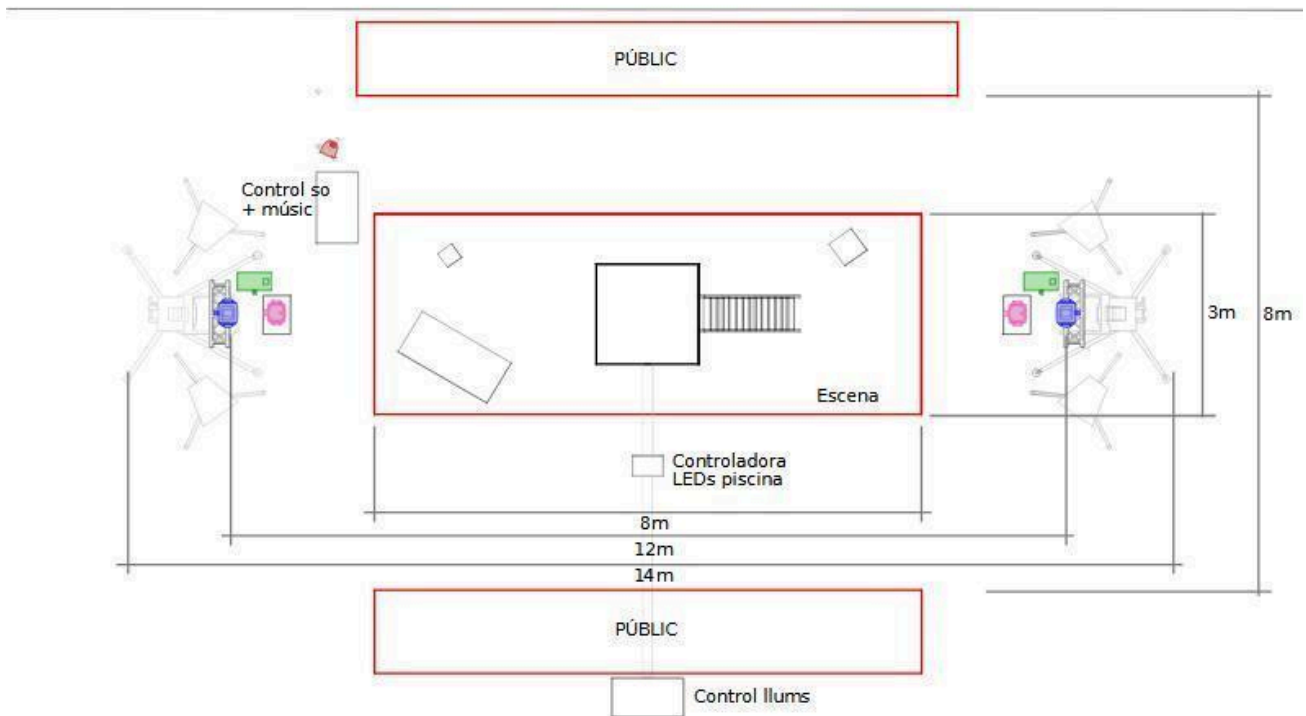 PÚBLIC
Control so
+ músic
3m
8m
Escena
Controladora
LEDs piscina
8m
12m
14m
PÚBLIC
Control llums